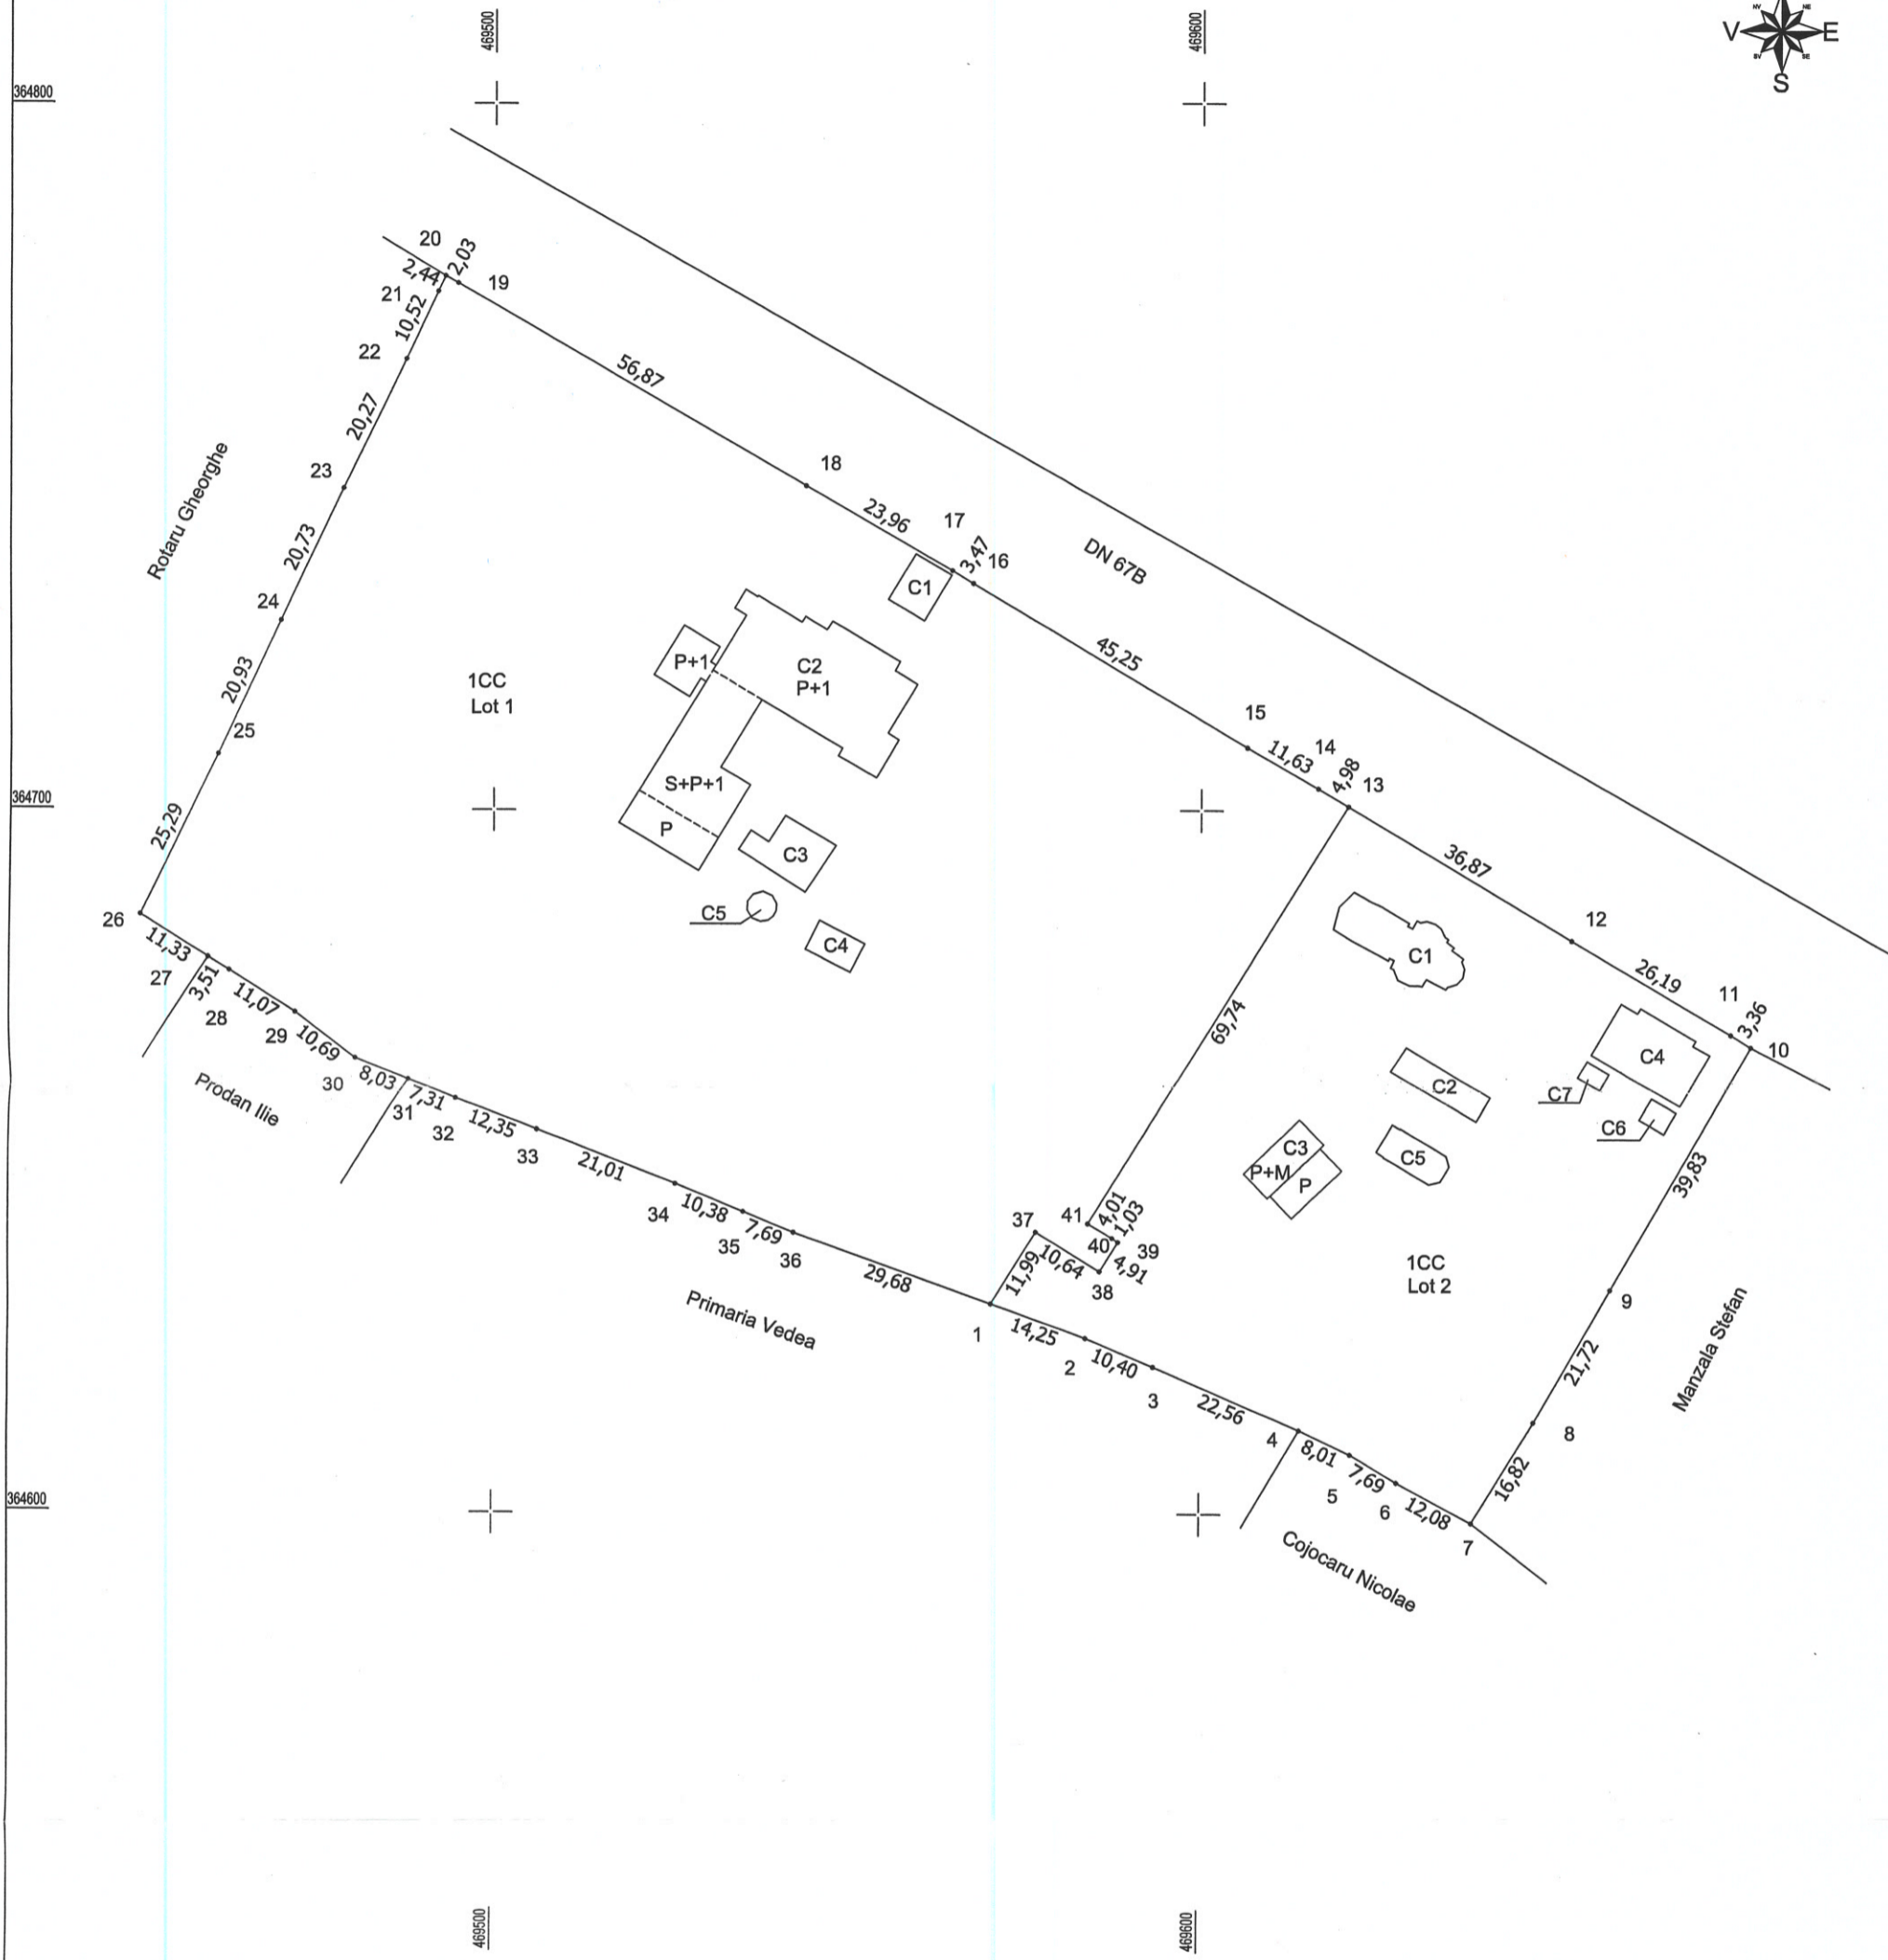 469500
469600
NV
NE
V
E
SV
SE
S
364800
20
2,03
2,44
19
21
10,52
22
56,87
20,27
Rotaru Gheorghe
23
18
23,96
17
3,47
16
DN 67B
20,73
C1
24
P+1
C2
P+1
45,25
20,93
1CC
Lot 1
25
15
11,63
14
4,98
13
S+P+1
364700
P
25,29
C3
36,87
C5
26
C4
12
11,33
C1
27
3,51
26,19
11
3,36
28
11,07
69,74
29
10,69
10
C4
30
8,03
C2
C7
Prodan Ilie
31
7,31
C6
32
12,35
C3
33
C5
21,01
P+M
P
39,83
34
10,38
37
41
4,01
1,03
35
7,69
40
39
36
10,64
4,91
1CC
Lot 2
29,68
11,99
38
9
Primaria Vedea
1
14,25
2
10,40
21,72
Manzala Stefan
3
22,56
4
8,01
8
7,69
16,82
364600
5
6
12,08
7
Cojocaru Nicolae
469500
469600